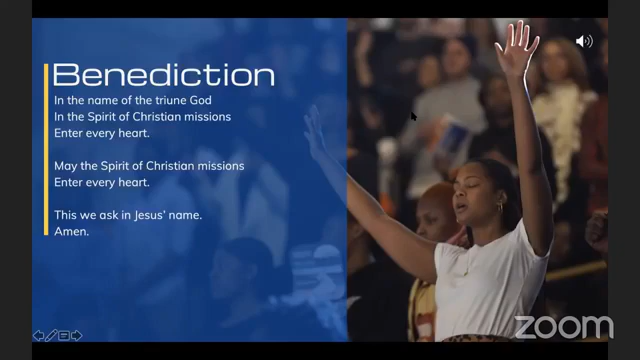 Benediction
In the name of the triune God
In the Spirit of Christian missions
Enter every heart.
May the Spirit of Christian missions
Enter every heart.
This we ask in Jesus' name.
Amen.
zoom